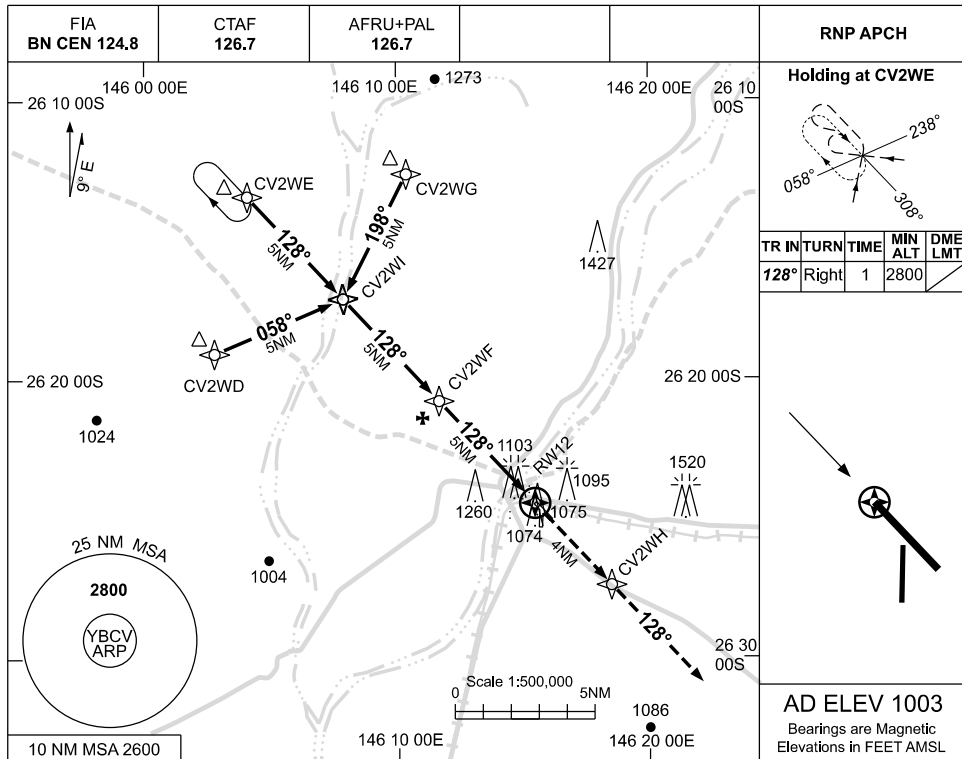 FIA
BN CEN 124.8
CTAF
126.7
AFRU+PAL
126.7
RNP APCH
146 00 00E
146 10 00E
1273
146 20 00E
26 10
00S
26 10 00S
9° E
CV2WE
CV2WG
128°
5NM
198°
5NM
CV2WI
1427
058°
5NM
CV2WD
128°
5NM
CV2WF
26 20 00S
26 20 00S
1024
128°
5NM
1103
RW12
1095
1520
1260
1075
1074
4NM
CV2WH
128°
1004
25 NM MSA
2800
YBCV
ARP
26 30
00S
Scale 1:500,000
0
5NM
1086
146 10 00E
146 20 00E
10 NM MSA 2600
Holding at CV2WE
238°
058°
308°
TR IN TURN TIME MIN ALT DME LMT
128° Right 1 2800
AD ELEV 1003
Bearings are Magnetic
Elevations in FEET AMSL